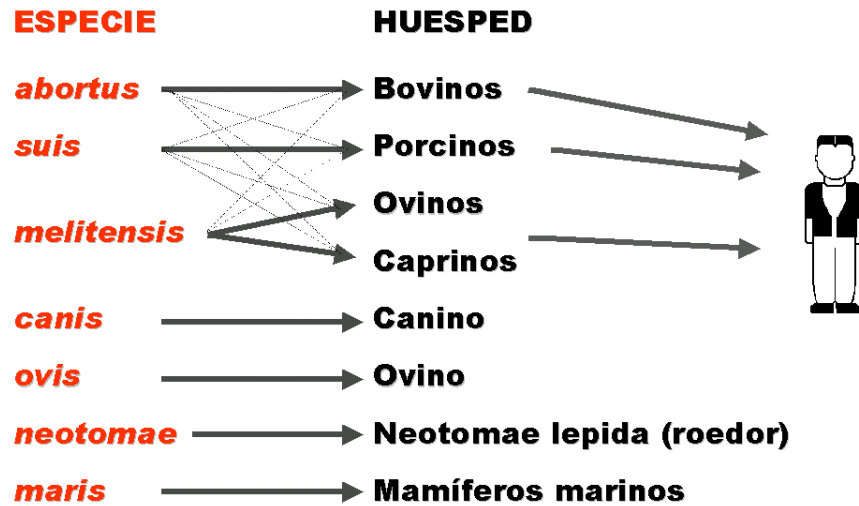 ESPECIE HUESPED
abortus Bovinos
suis Porcinos
Ovinos
melitensis
Caprinos
canis Canino
ovis Ovino
neotomae Neotomae lepida (roedor)
maris Mamíferos marinos